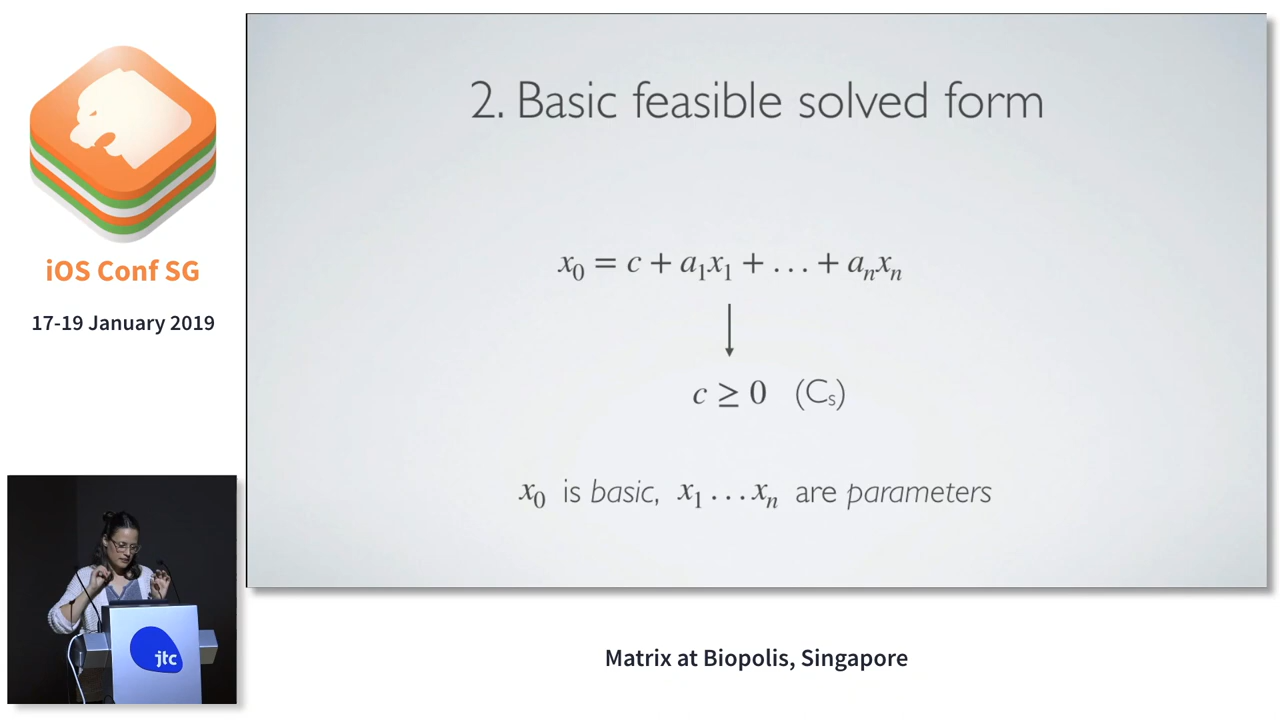 2. Basic feasible solved form
x₀ = c + a₁x₁ + . . . + aₙxₙ
c ≥ 0 (Cₛ)
x₀ is basic, x₁ . . . xₙ are parameters
iOS Conf SG
17-19 January 2019
jtc
Matrix at Biopolis, Singapore